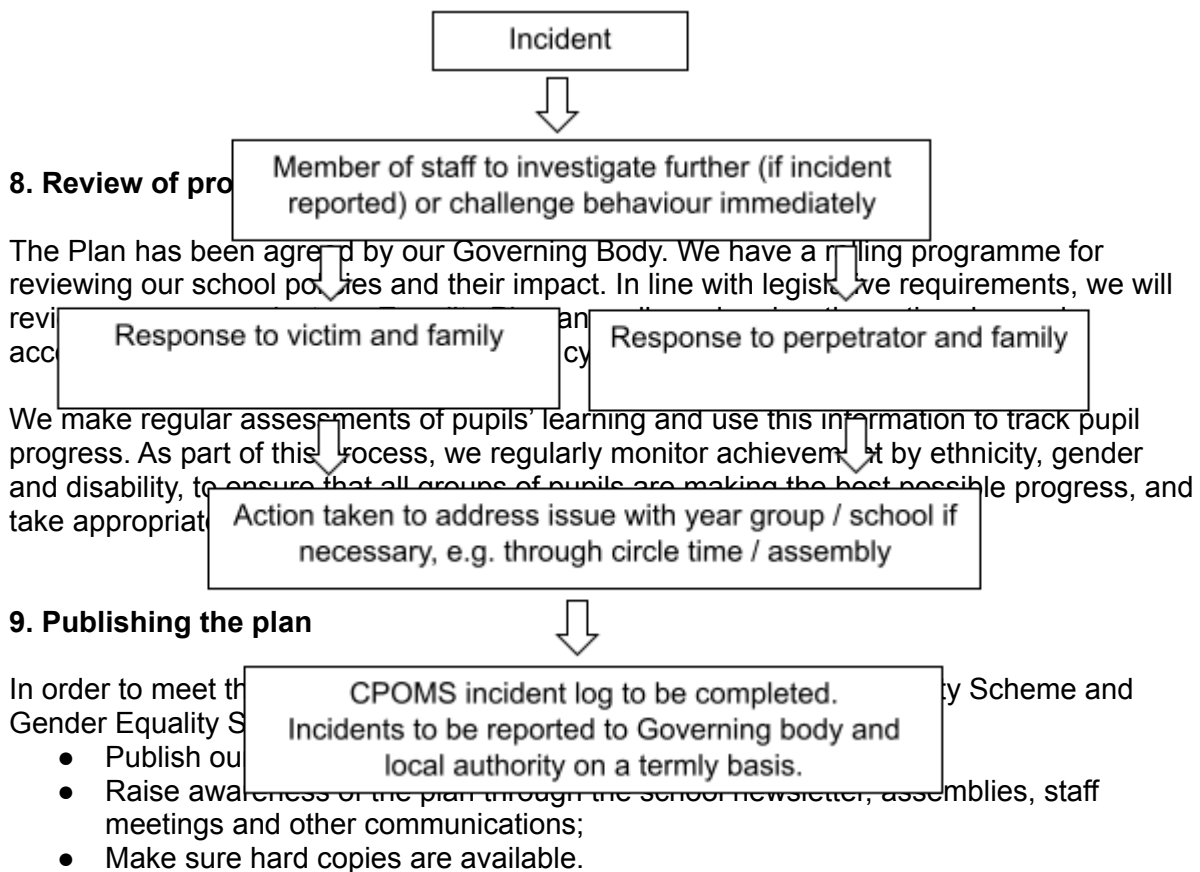 Incident
Member of staff to investigate further (if incident
reported) or challenge behaviour immediately
8. Review of pro
The Plan has been agreed by our Governing Body. We have a rolling programme for
reviewing our school policies and their impact. In line with legislative requirements, we will
Response to victim and family
Response to perpetrator and family
We make regular assessments of pupils’ learning and use this information to track pupil
progress. As part of this process, we regularly monitor achievement by ethnicity, gender
and disability, to ensure that all groups of pupils are making the best possible progress, and
take appropriate
Action taken to address issue with year group / school if
necessary, e.g. through circle time / assembly
9. Publishing the plan
In order to meet th
Scheme and
Gender Equality S
CPOMS incident log to be completed.
Incidents to be reported to Governing body and
local authority on a termly basis.
● Publish ou
● Raise awareness of the plan through the school newsletter, assemblies, staff
meetings and other communications;
● Make sure hard copies are available.